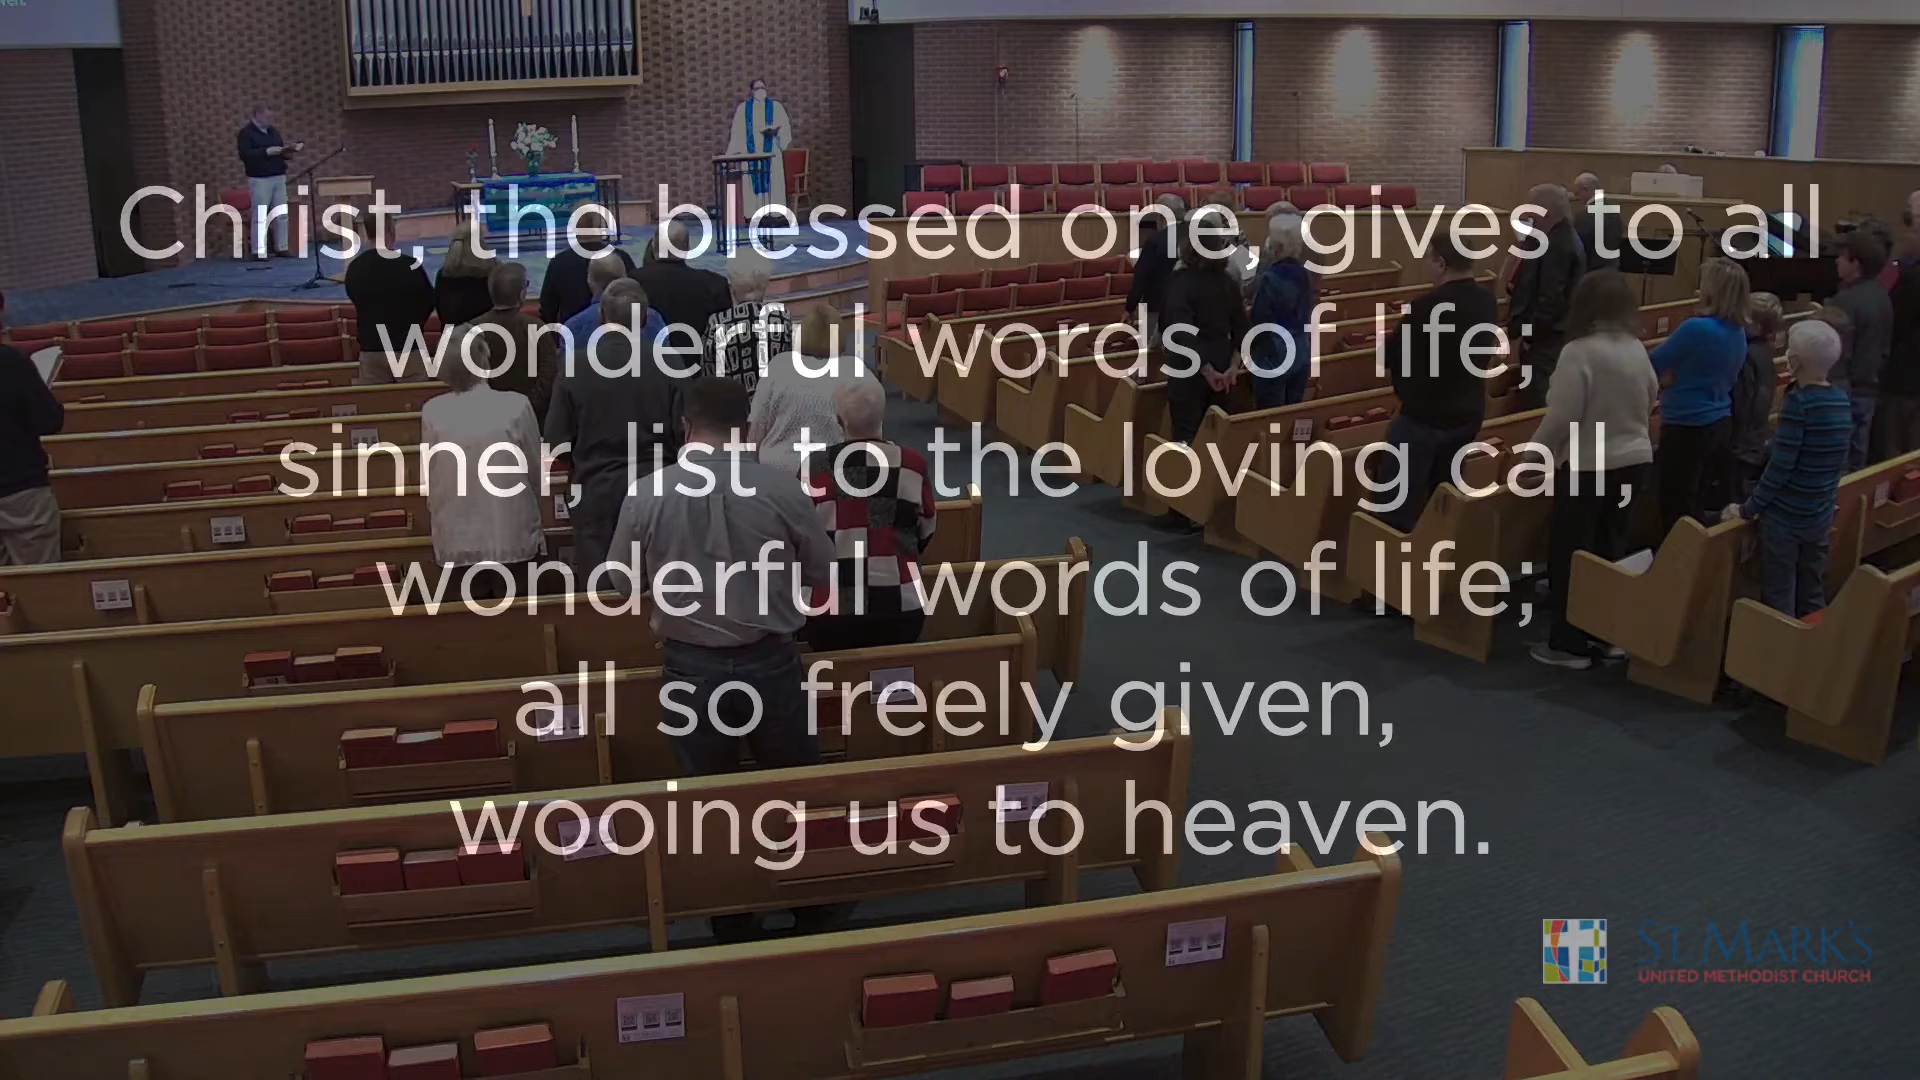 Christ, the blessed one, gives to all
wonderful words of life;
sinner, list to the loving call,
wonderful words of life;
all so freely given,
wooing us to heaven.
ST. MARK'S
UNITED METHODIST CHURCH